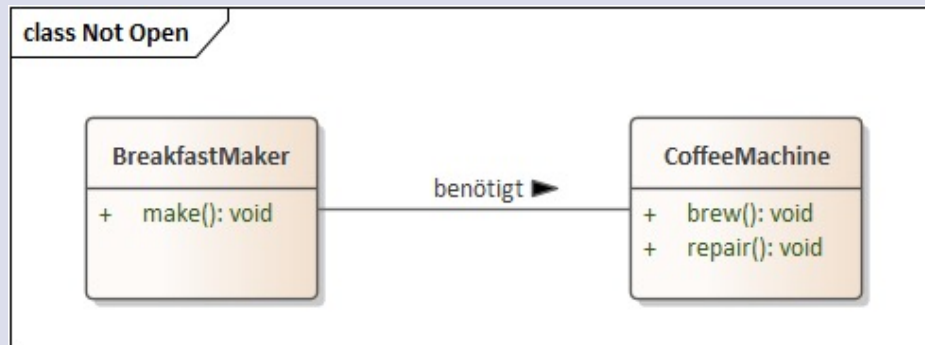 class Not Open
BreakfastMaker
+ make(): void
benötigt
CoffeeMachine
+ brew(): void
+ repair(): void